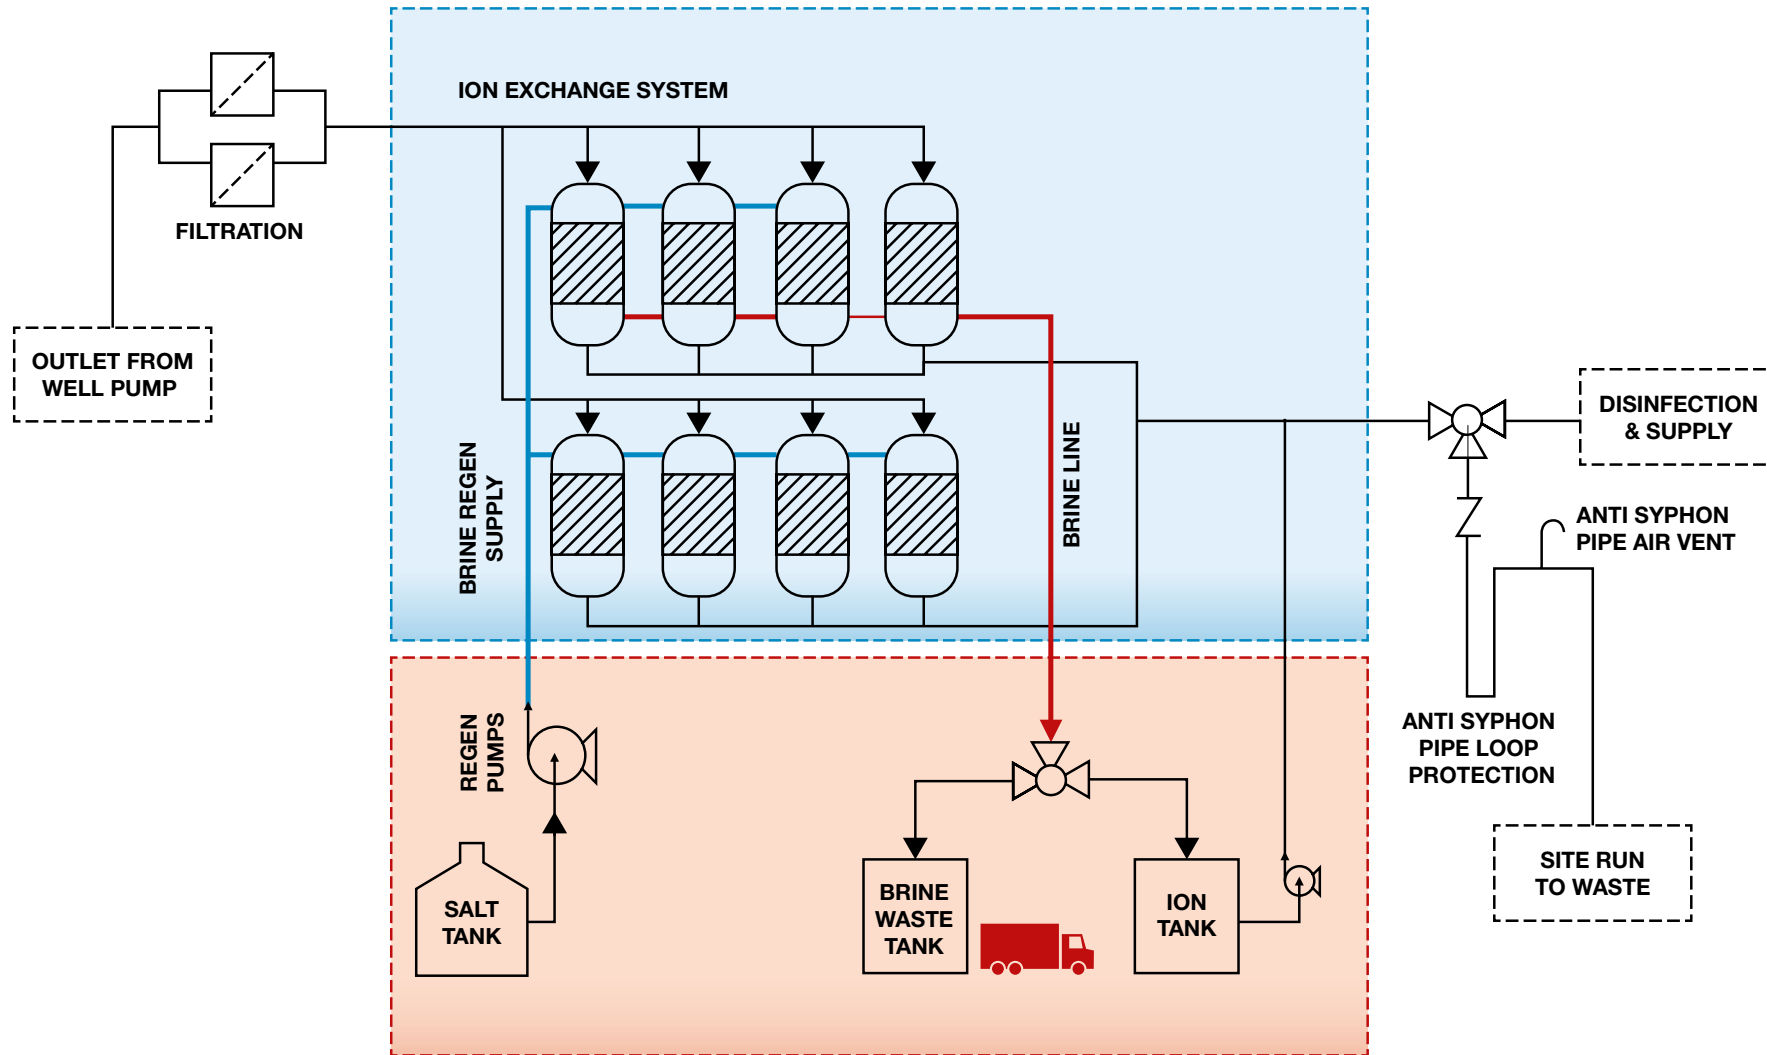 ION EXCHANGE SYSTEM
FILTRATION
OUTLET FROM
WELL PUMP
BRINE REGEN
SUPPLY
BRINE LINE
DISINFECTION
& SUPPLY
ANTI SYPHON
PIPE AIR VENT
ANTI SYPHON
PIPE LOOP
PROTECTION
REGEN
PUMPS
SALT
TANK
BRINE
WASTE
TANK
ION
TANK
SITE RUN
TO WASTE